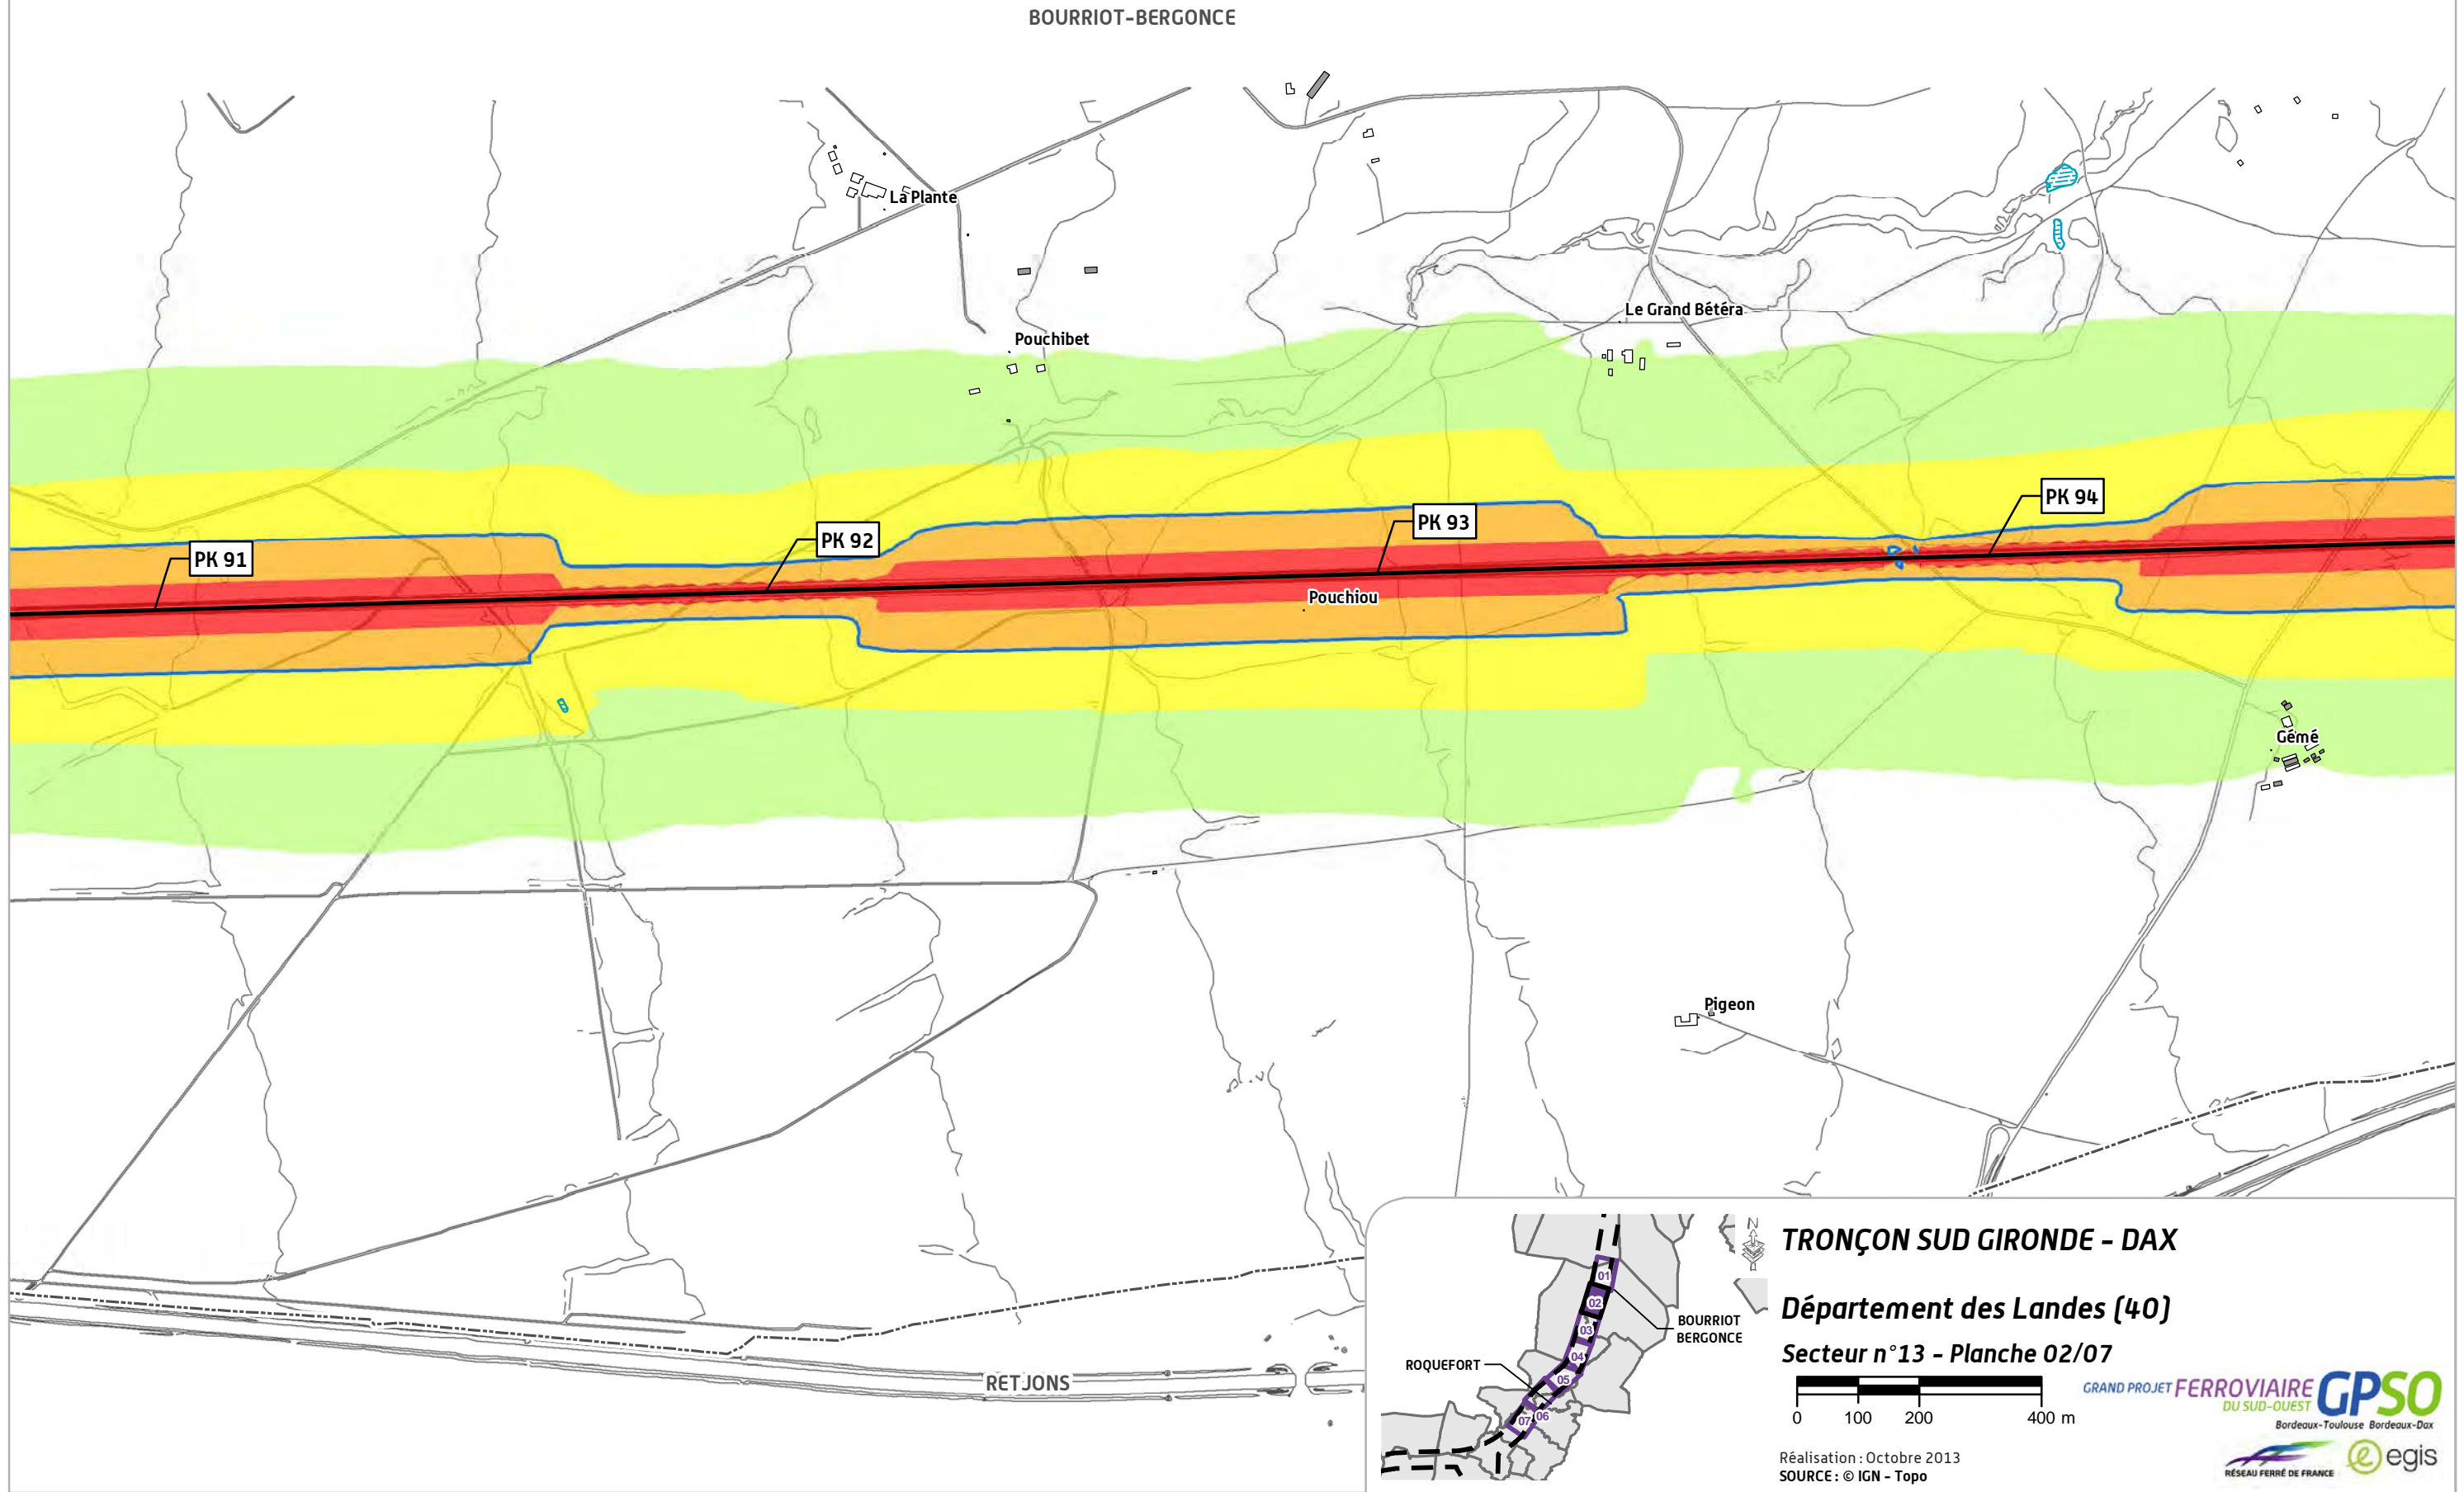 BOURRIOT-BERGONCE
La Plante
Le Grand Bétéra
Pouchibet
PK 94
PK 93
PK 92
PK 91
Pouchiou
Gémé
Pigeon
RETJONS
N
01
02
03
04
05
06
07
BOURRIOT
BERGONCE
ROQUEFORT
TRONÇON SUD GIRONDE - DAX
Département des Landes (40)
Secteur n°13 - Planche 02/07
0 100 200 400 m
Réalisation : Octobre 2013
SOURCE : © IGN - Topo
GRAND PROJET FERROVIAIRE
DU SUD-OUEST
GPSO
Bordeaux-Toulouse Bordeaux-Dax
RÉSEAU FERRÉ DE FRANCE
e egis